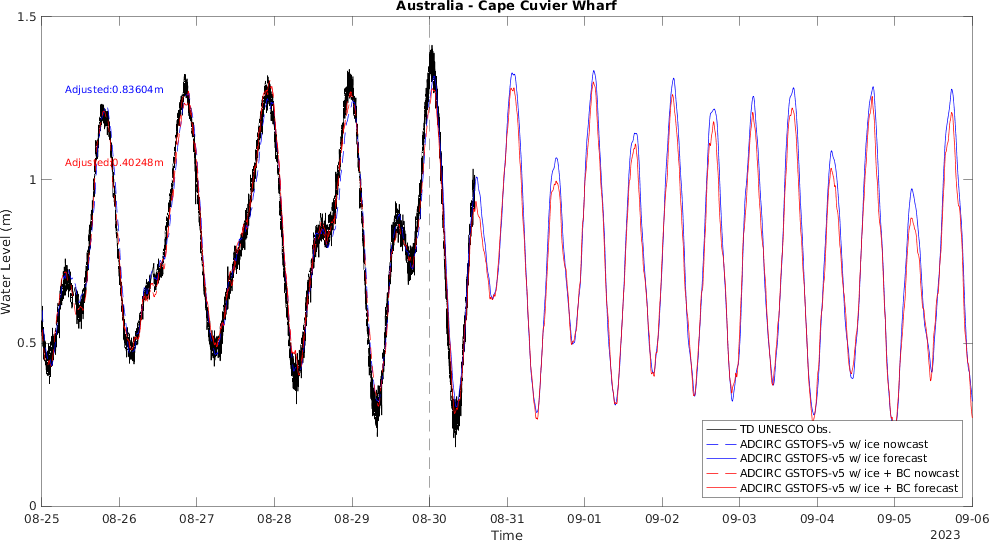 Australia - Cape Cuvier Wharf
1.5
Adjusted:0.83604m
Adjusted:0.40248m
1
Water Level (m)
0.5
TD UNESCO Obs.
ADCIRC GSTOFS-v5 w/ ice nowcast
ADCIRC GSTOFS-v5 w/ ice forecast
ADCIRC GSTOFS-v5 w/ ice + BC nowcast
ADCIRC GSTOFS-v5 w/ ice + BC forecast
0
08-25 08-26 08-27 08-28 08-29 08-30 08-31 09-01 09-02 09-03 09-04 09-05 09-06
Time
2023